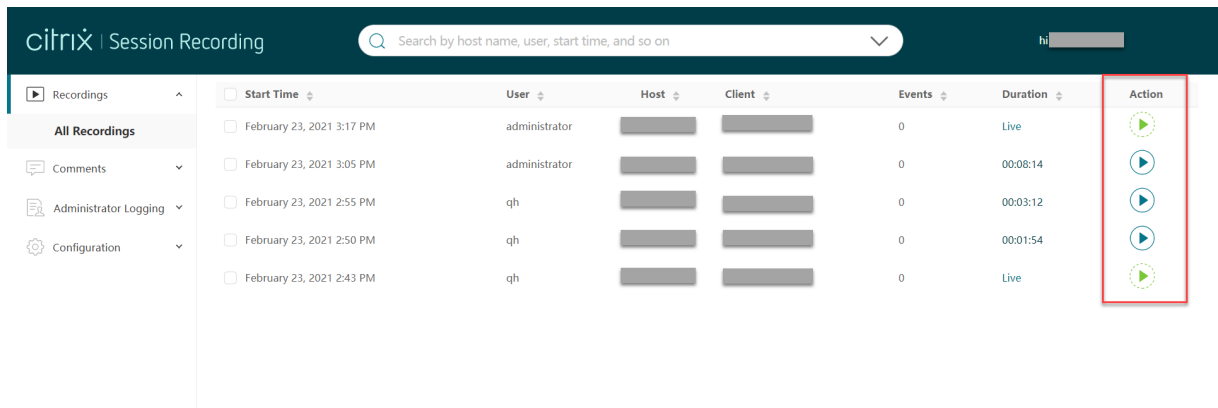 citrix | Session Recording
Search by host name, user, start time, and so on
hi
Recordings
All Recordings
Comments
Administrator Logging
Configuration
Start Time User Host Client Events Duration Action
February 23, 2021 3:17 PM administrator 0 Live
February 23, 2021 3:05 PM administrator 0 00:08:14
February 23, 2021 2:55 PM qh 0 00:03:12
February 23, 2021 2:50 PM qh 0 00:01:54
February 23, 2021 2:43 PM qh 0 Live